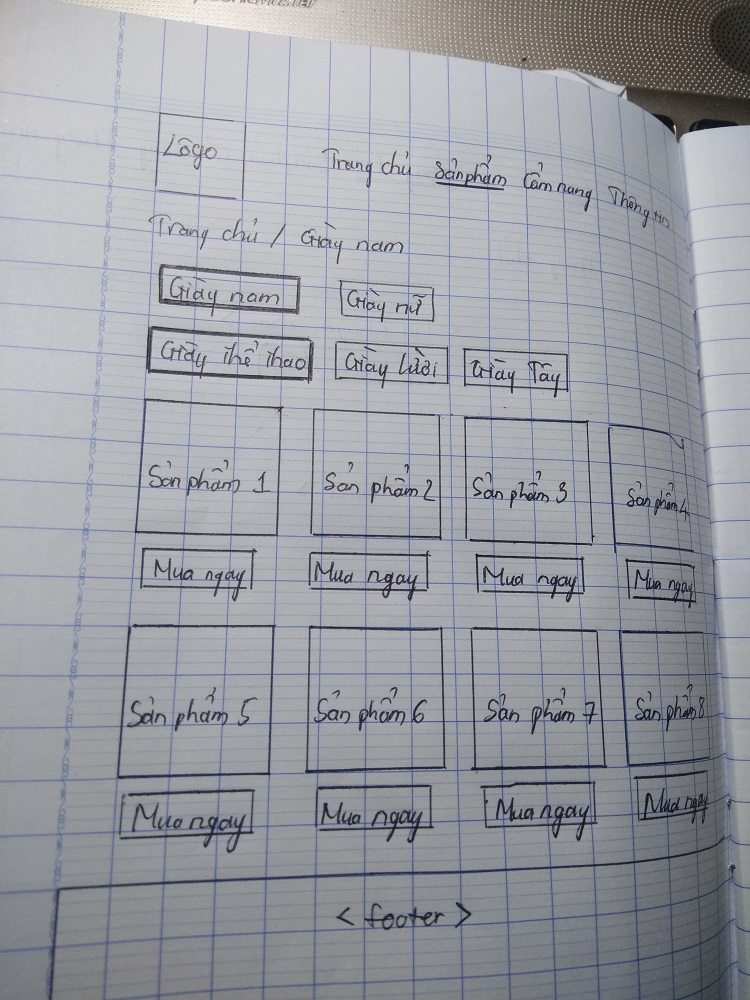 Lôgo
Trang chủ Sản phẩm Cẩm nang Thông tin
Trang chủ / Giày nam
Giày nam Giày nữ
Giày thể thao Giày lười Giày Tây
Sản phẩm 1 Sản phẩm 2 Sản phẩm 3 Sản phẩm 4
Mua ngay Mua ngay Mua ngay Mua ngay
Sản phẩm 5 Sản phẩm 6 Sản phẩm 7 Sản phẩm 8
Mua ngay Mua ngay Mua ngay Mua ngay
< footer >